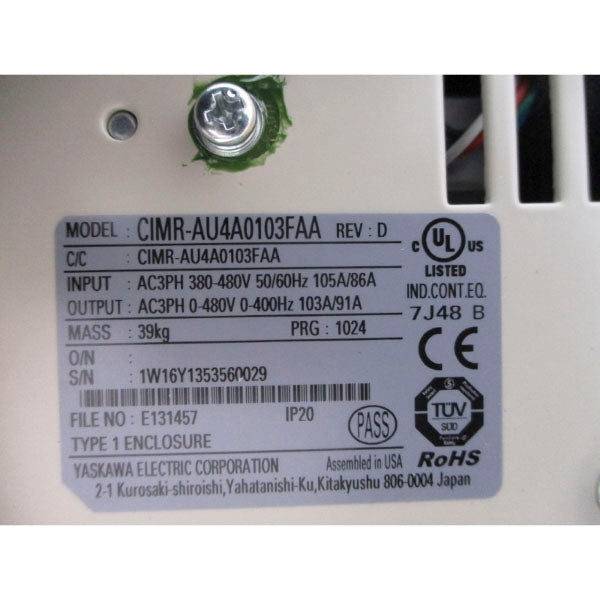 MODEL : CIMR-AU4A0103FAA REV : D
C/C : CIMR-AU4A0103FAA
INPUT : AC3PH 380-480V 50/60Hz 105A/86A
OUTPUT : AC3PH 0-480V 0-400Hz 103A/91A
MASS : 39kg PRG : 1024
O/N :
S/N : 1W16Y1353560029
FILE NO : E131457 IP20
TYPE 1 ENCLOSURE
PASS
YASKAWA ELECTRIC CORPORATION Assembled in USA
2-1 Kurosaki-shiroishi,Yahatanishi-Ku,Kitakyushu 806-0004 Japan
C UL US
LISTED
IND.CONT.EQ.
7J48 B
CE
TÜV
SÜD
RoHS